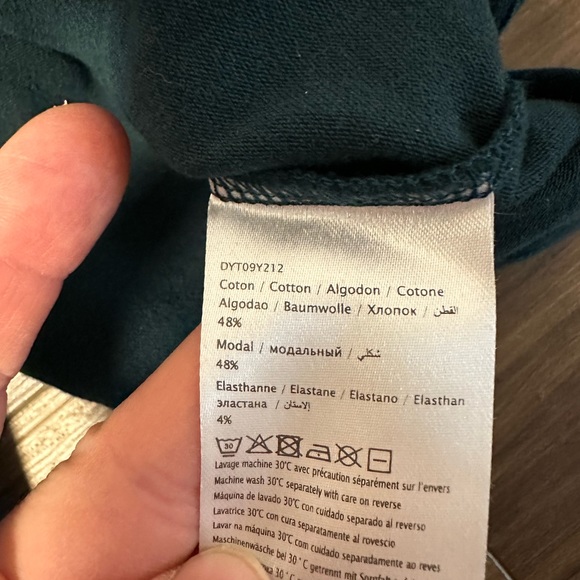 DYT09Y212
Coton / Cotton / Algodon / Cotone
Algodao / Baumwolle / Хлопок / القطن
48%
Modal / модальный / شكلي
48%
Elasthanne / Elastane / Elastano / Elasthan
эластана / الاستان
4%
30
Lavage machine 30°C avec précaution séparément sur l'envers
Machine wash 30°C separately with care on reverse
Máquina de lavado 30°C con cuidado separado al reverso
Lavatrice 30°C con cura separatamente al rovescio
Lavar na máquina 30°C com cuidado separadamente ao reves
Maschinenwäsche bei 30°C getrennt mit
30°C